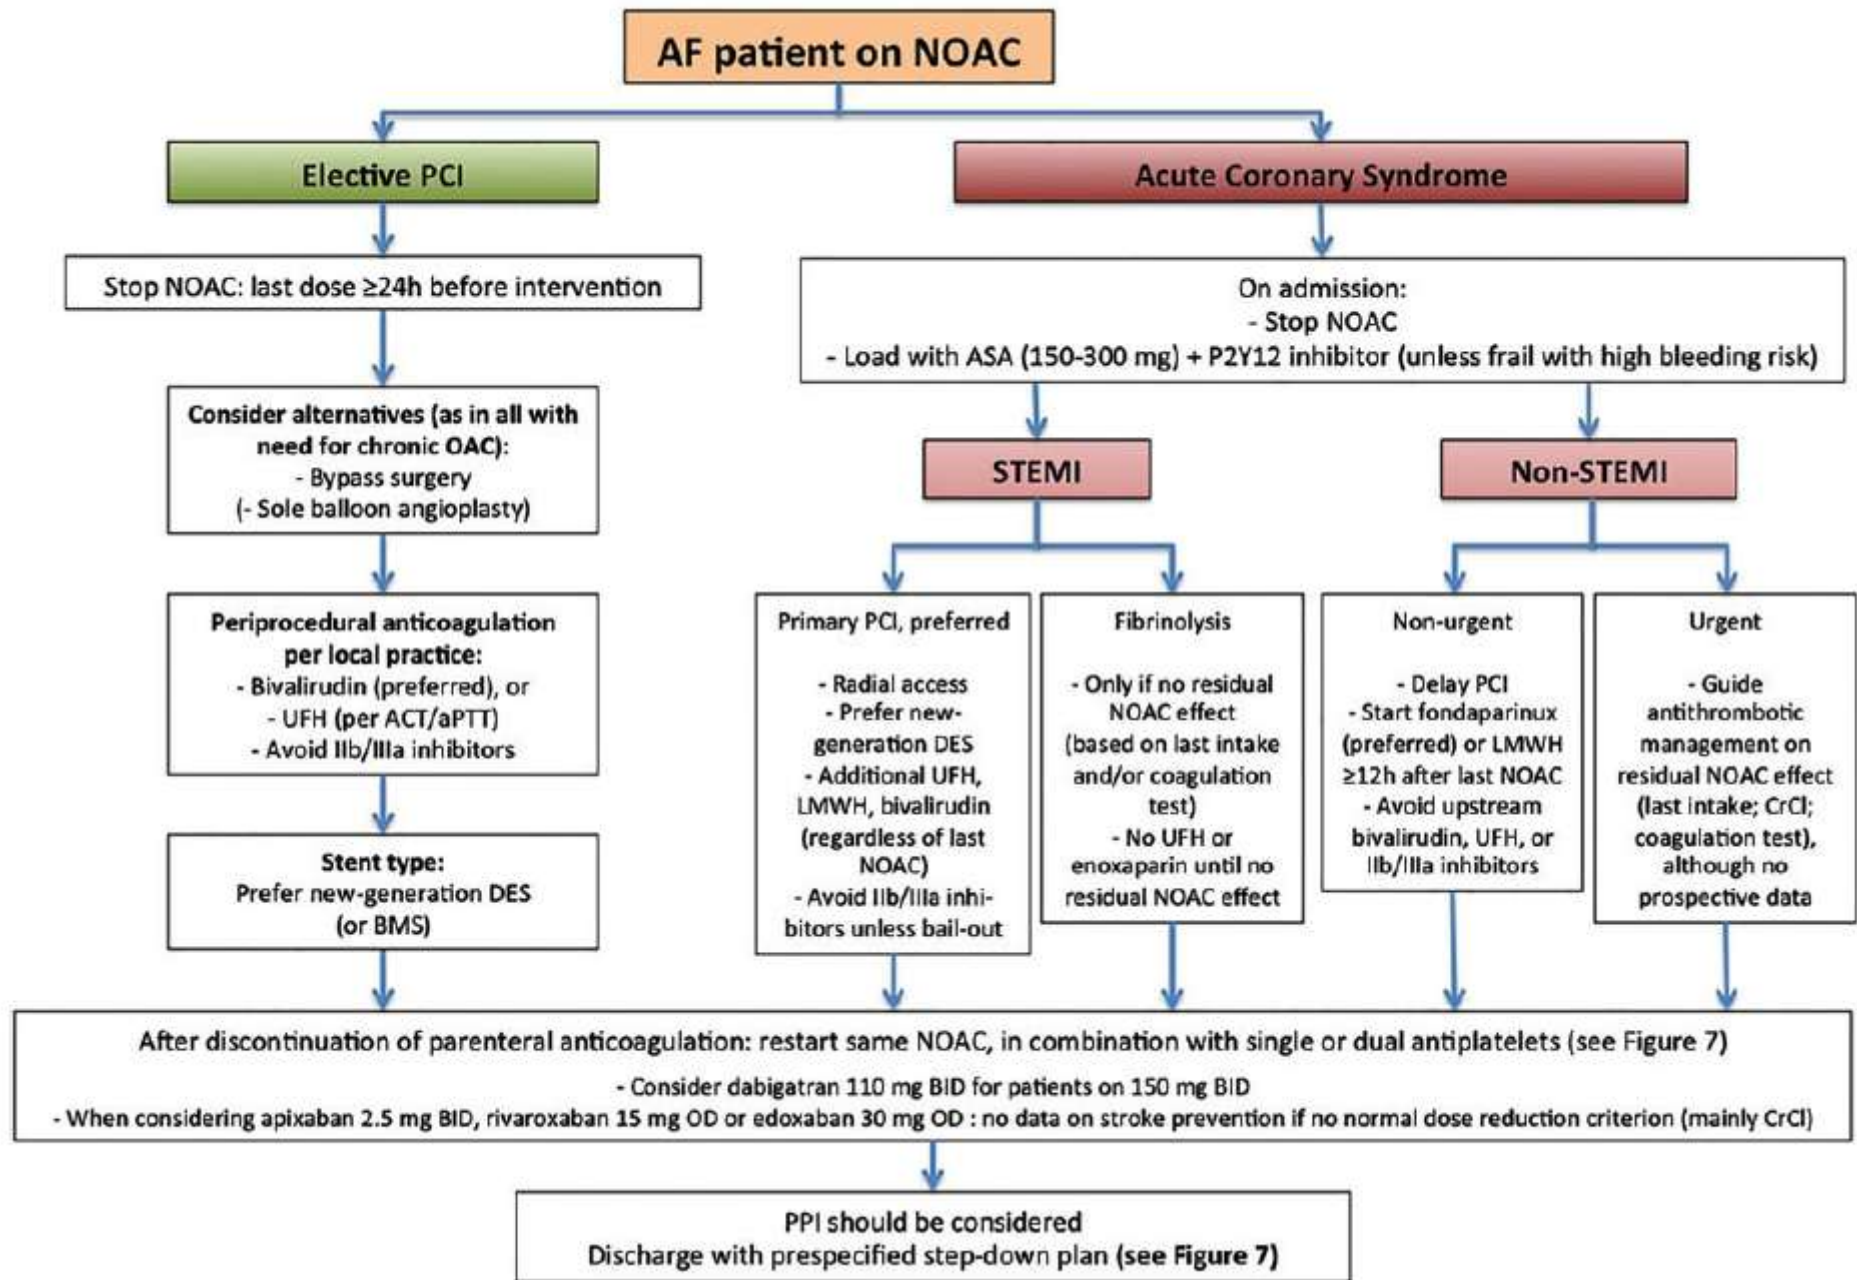 AF patient on NOAC
Elective PCI
Stop NOAC: last dose ≥24h before intervention
Consider alternatives (as in all with
need for chronic OAC):
- Bypass surgery
(- Sole balloon angioplasty)
Periprocedural anticoagulation
per local practice:
- Bivalirudin (preferred), or
- UFH (per ACT/aPTT)
- Avoid IIb/IIIa inhibitors
Stent type:
Prefer new-generation DES
(or BMS)
Acute Coronary Syndrome
On admission:
- Stop NOAC
- Load with ASA (150-300 mg) + P2Y12 inhibitor (unless frail with high bleeding risk)
STEMI
Primary PCI, preferred
- Radial access
- Prefer new-
generation DES
- Additional UFH,
LMWH, bivalirudin
(regardless of last
NOAC)
- Avoid IIb/IIIa inhi-
bitors unless bail-out
Fibrinolysis
- Only if no residual
NOAC effect
(based on last intake
and/or coagulation
test)
- No UFH or
enoxaparin until no
residual NOAC effect
Non-STEMI
Non-urgent
- Delay PCI
- Start fondaparinux
(preferred) or LMWH
≥12h after last NOAC
- Avoid upstream
bivalirudin, UFH, or
IIb/IIIa inhibitors
Urgent
- Guide
antithrombotic
management on
residual NOAC effect
(last intake; CrCl;
coagulation test),
although no
prospective data
After discontinuation of parenteral anticoagulation: restart same NOAC, in combination with single or dual antiplatelets (see Figure 7)
- Consider dabigatran 110 mg BID for patients on 150 mg BID
- When considering apixaban 2.5 mg BID, rivaroxaban 15 mg OD or edoxaban 30 mg OD : no data on stroke prevention if no normal dose reduction criterion (mainly CrCl)
PPI should be considered
Discharge with prespecified step-down plan (see Figure 7)